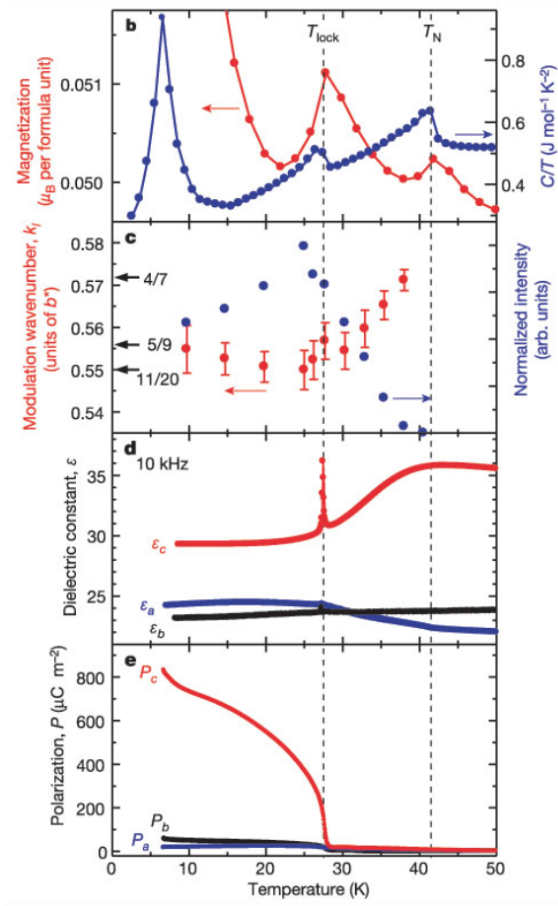 b
T_lock
T_N
Magnetization
(μ_B per formula unit)
0.051
0.050
0.8
0.6
0.4
C/T (J mol⁻¹ K⁻²)
c
Modulation wavenumber, k_l
(units of b*)
0.58
0.57
0.56
0.55
0.54
4/7
5/9
11/20
Normalized intensity
(arb. units)
d
10 kHz
Dielectric constant, ε
35
30
25
ε_c
ε_a
ε_b
e
Polarization, P (μC m⁻²)
800
600
400
200
0
P_c
P_b
P_a
0 10 20 30 40 50
Temperature (K)